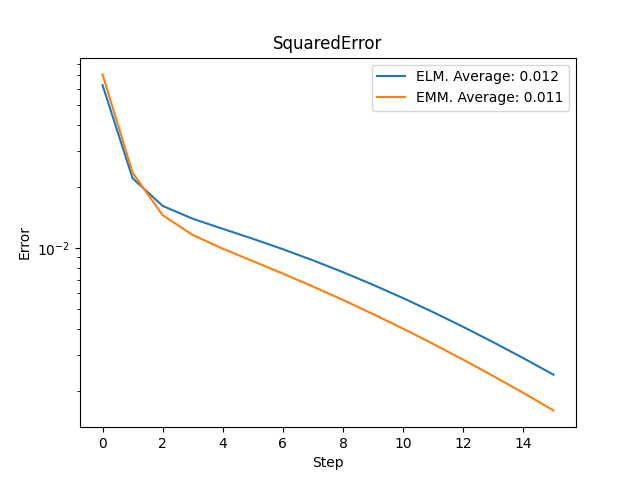 SquaredError
ELM. Average: 0.012
EMM. Average: 0.011
Error
10⁻²
0 2 4 6 8 10 12 14
Step